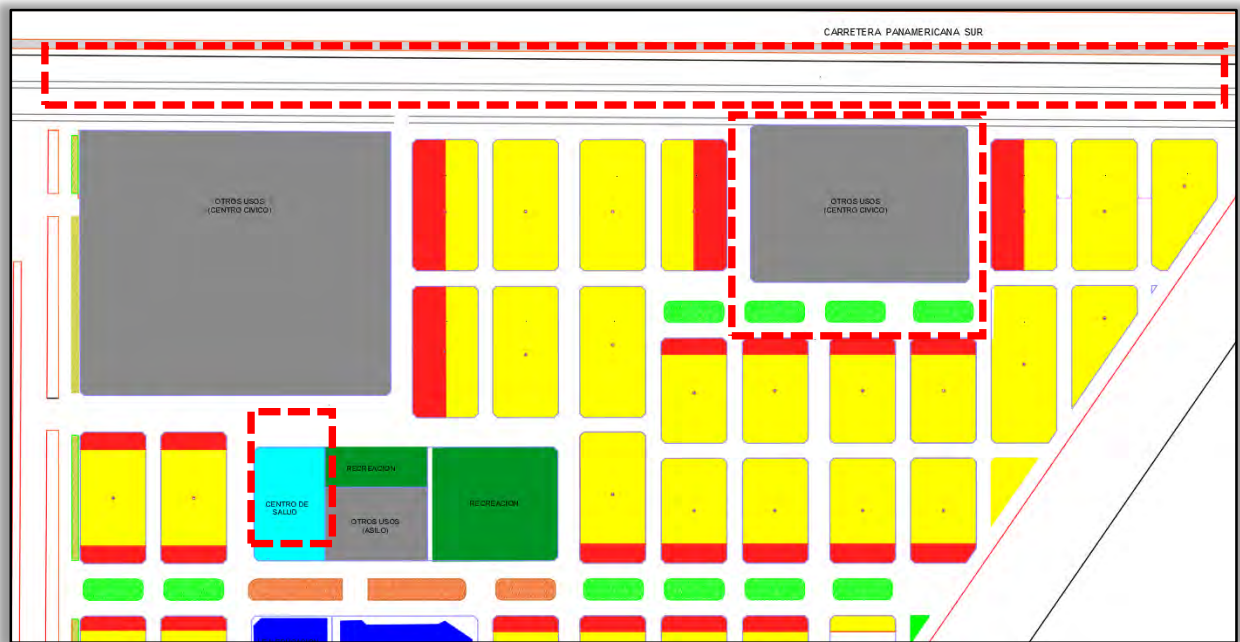 CARRETERA PANAMERICANA SUR
OTROS USOS
(CENTRO CIVICO)
OTROS USOS
(CENTRO CIVICO)
RECREACION
CENTRO DE
SALUD
RECREACION
OTROS USOS
(ASILO)